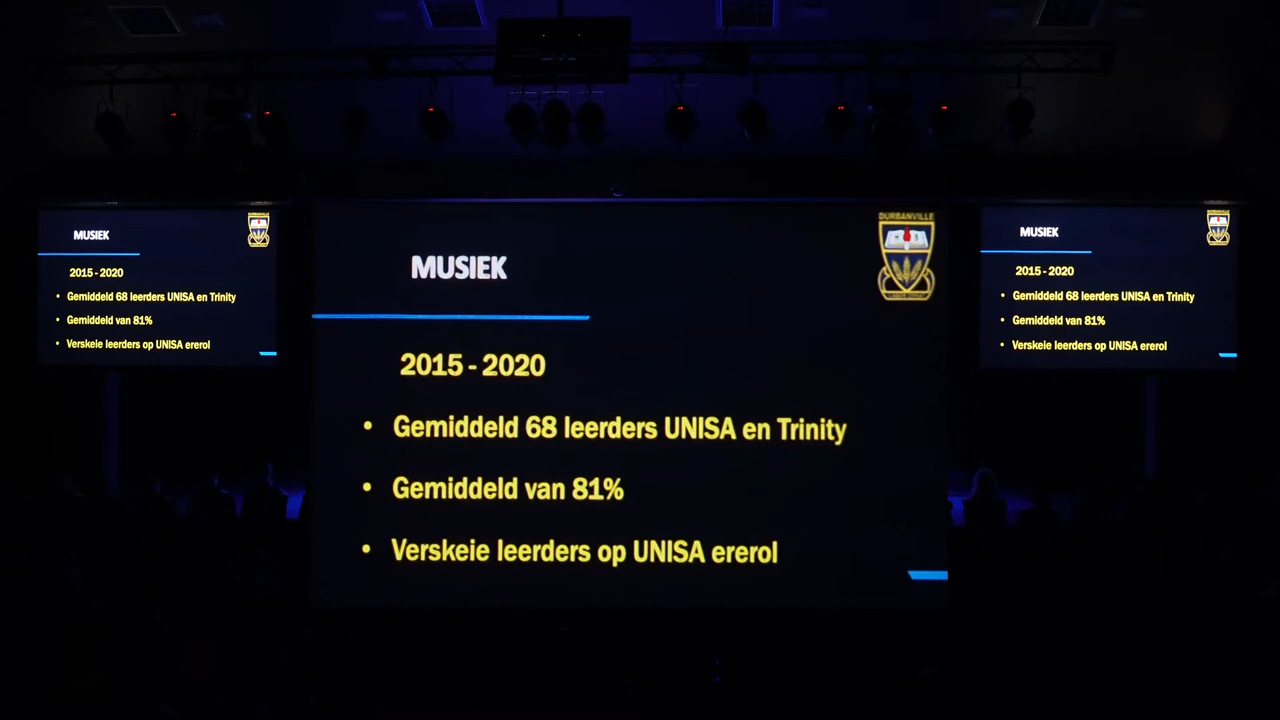 MUSIEK
2015 - 2020
• Gemiddeld 68 leerders UNISA en Trinity
• Gemiddeld van 81%
• Verskeie leerders op UNISA ererol
DURBANVILLE
MUSIEK
2015 - 2020
• Gemiddeld 68 leerders UNISA en Trinity
• Gemiddeld van 81%
• Verskeie leerders op UNISA ererol
DURBANVILLE
MUSIEK
2015 - 2020
• Gemiddeld 68 leerders UNISA en Trinity
• Gemiddeld van 81%
• Verskeie leerders op UNISA ererol